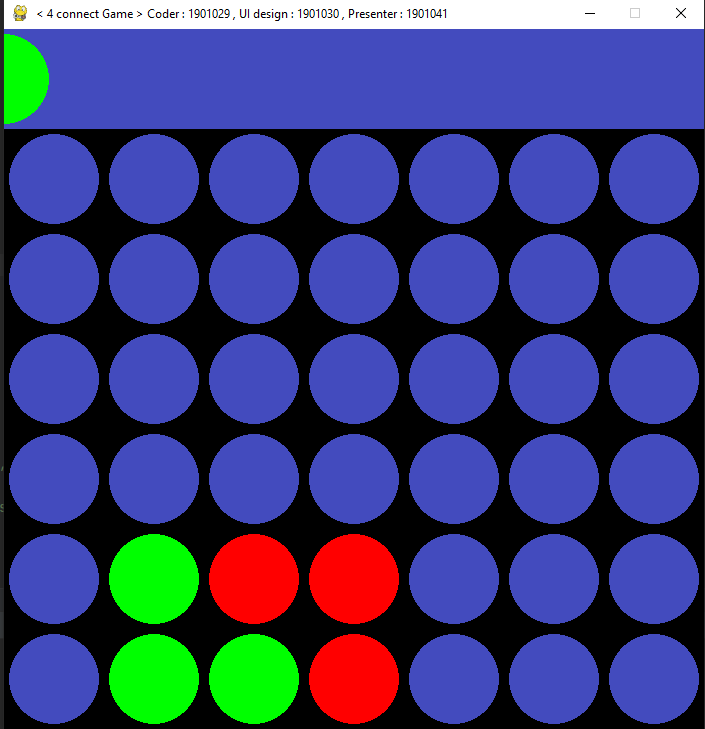 < 4 connect Game > Coder : 1901029 , UI design : 1901030 , Presenter : 1901041